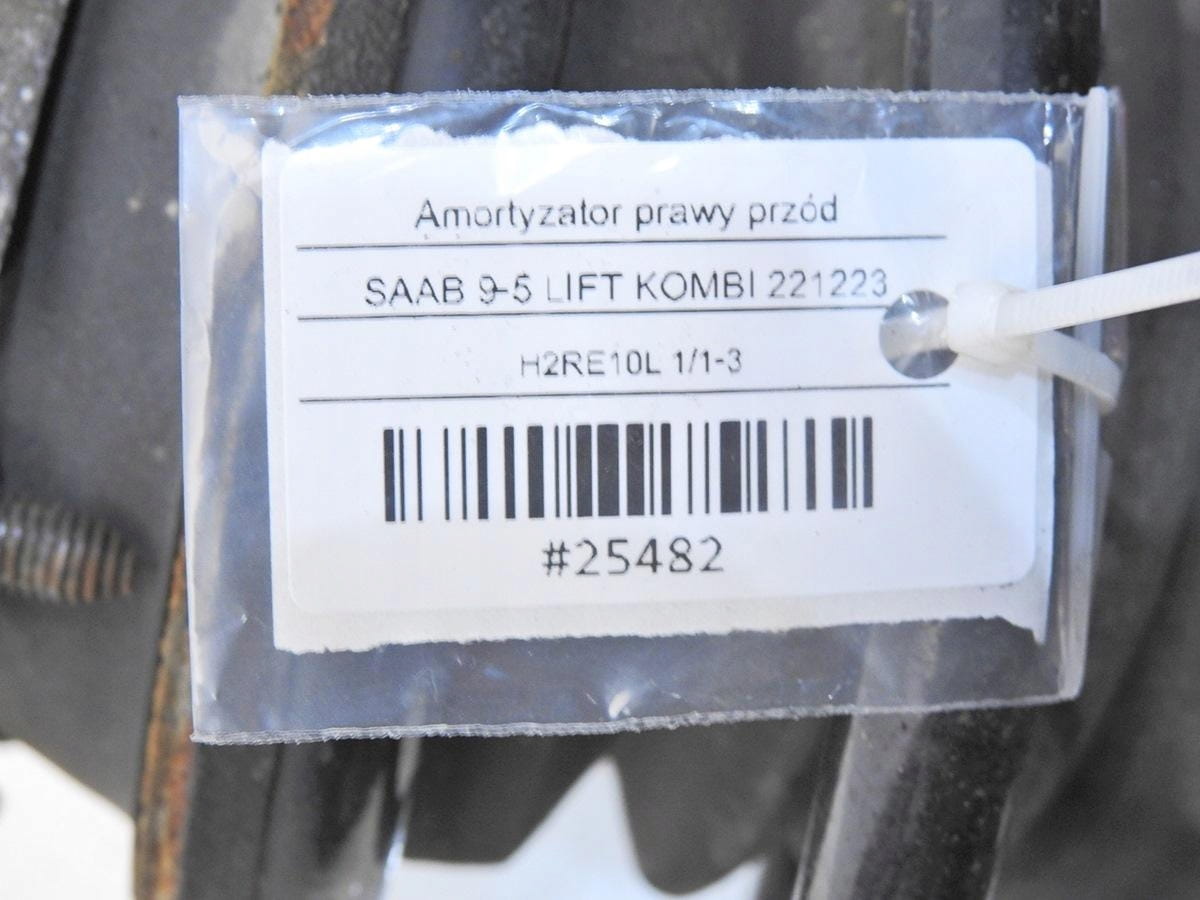 Amortyzator prawy przód
SAAB 9-5 LIFT KOMBI 221223
H2RE10L 1/1-3
#25482